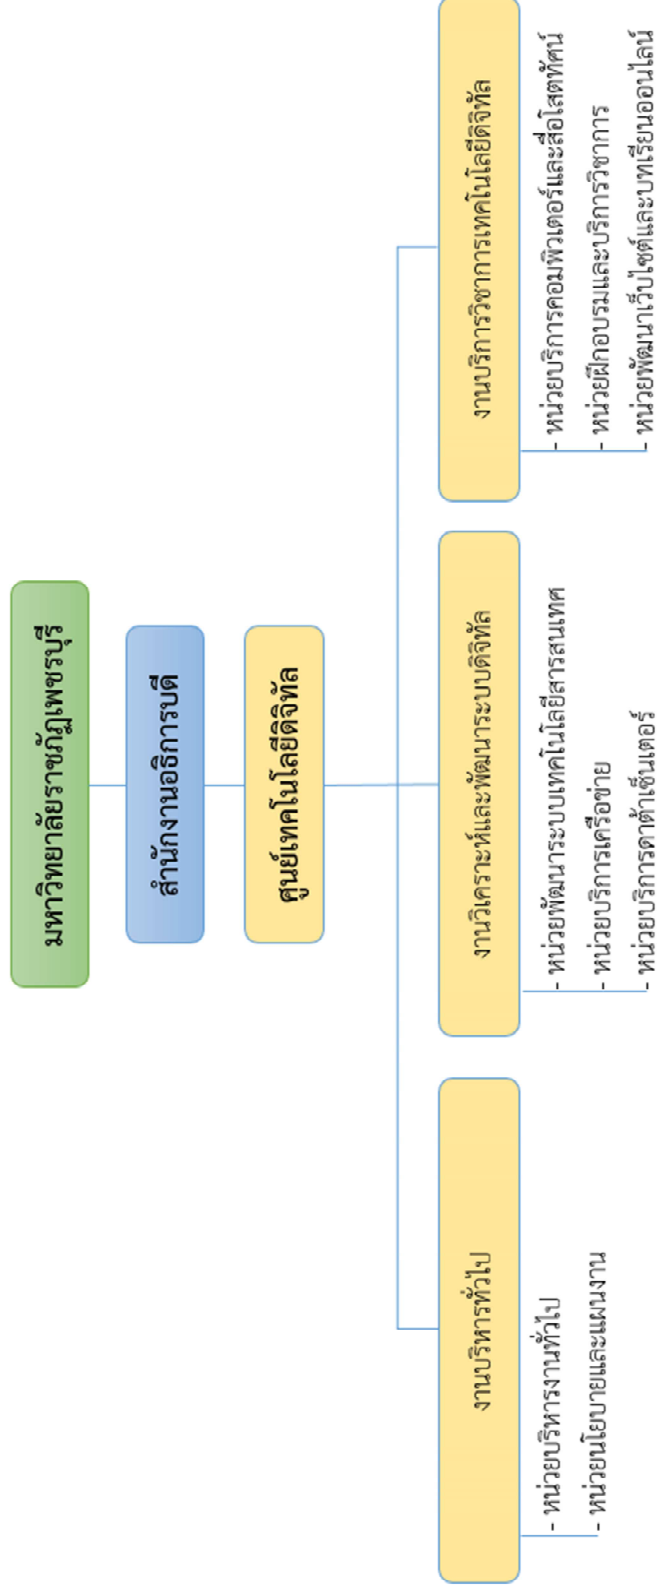 มหาวิทยาลัยราชภัฏเพชรบุรี
สำนักงานอธิการบดี
ศูนย์เทคโนโลยีดิจิทัล
งานบริหารทั่วไป
- หน่วยบริหารงานทั่วไป
- หน่วยนโยบายและแผนงาน
งานวิเคราะห์และพัฒนาระบบดิจิทัล
- หน่วยพัฒนาระบบเทคโนโลยีสารสนเทศ
- หน่วยบริการเครือข่าย
- หน่วยบริการดาต้าเซ็นเตอร์
งานบริการวิชาการเทคโนโลยีดิจิทัล
- หน่วยบริการคอมพิวเตอร์และสื่อโสตทัศน์
- หน่วยฝึกอบรมและบริการวิชาการ
- หน่วยพัฒนาเว็บไซต์และบทเรียนออนไลน์